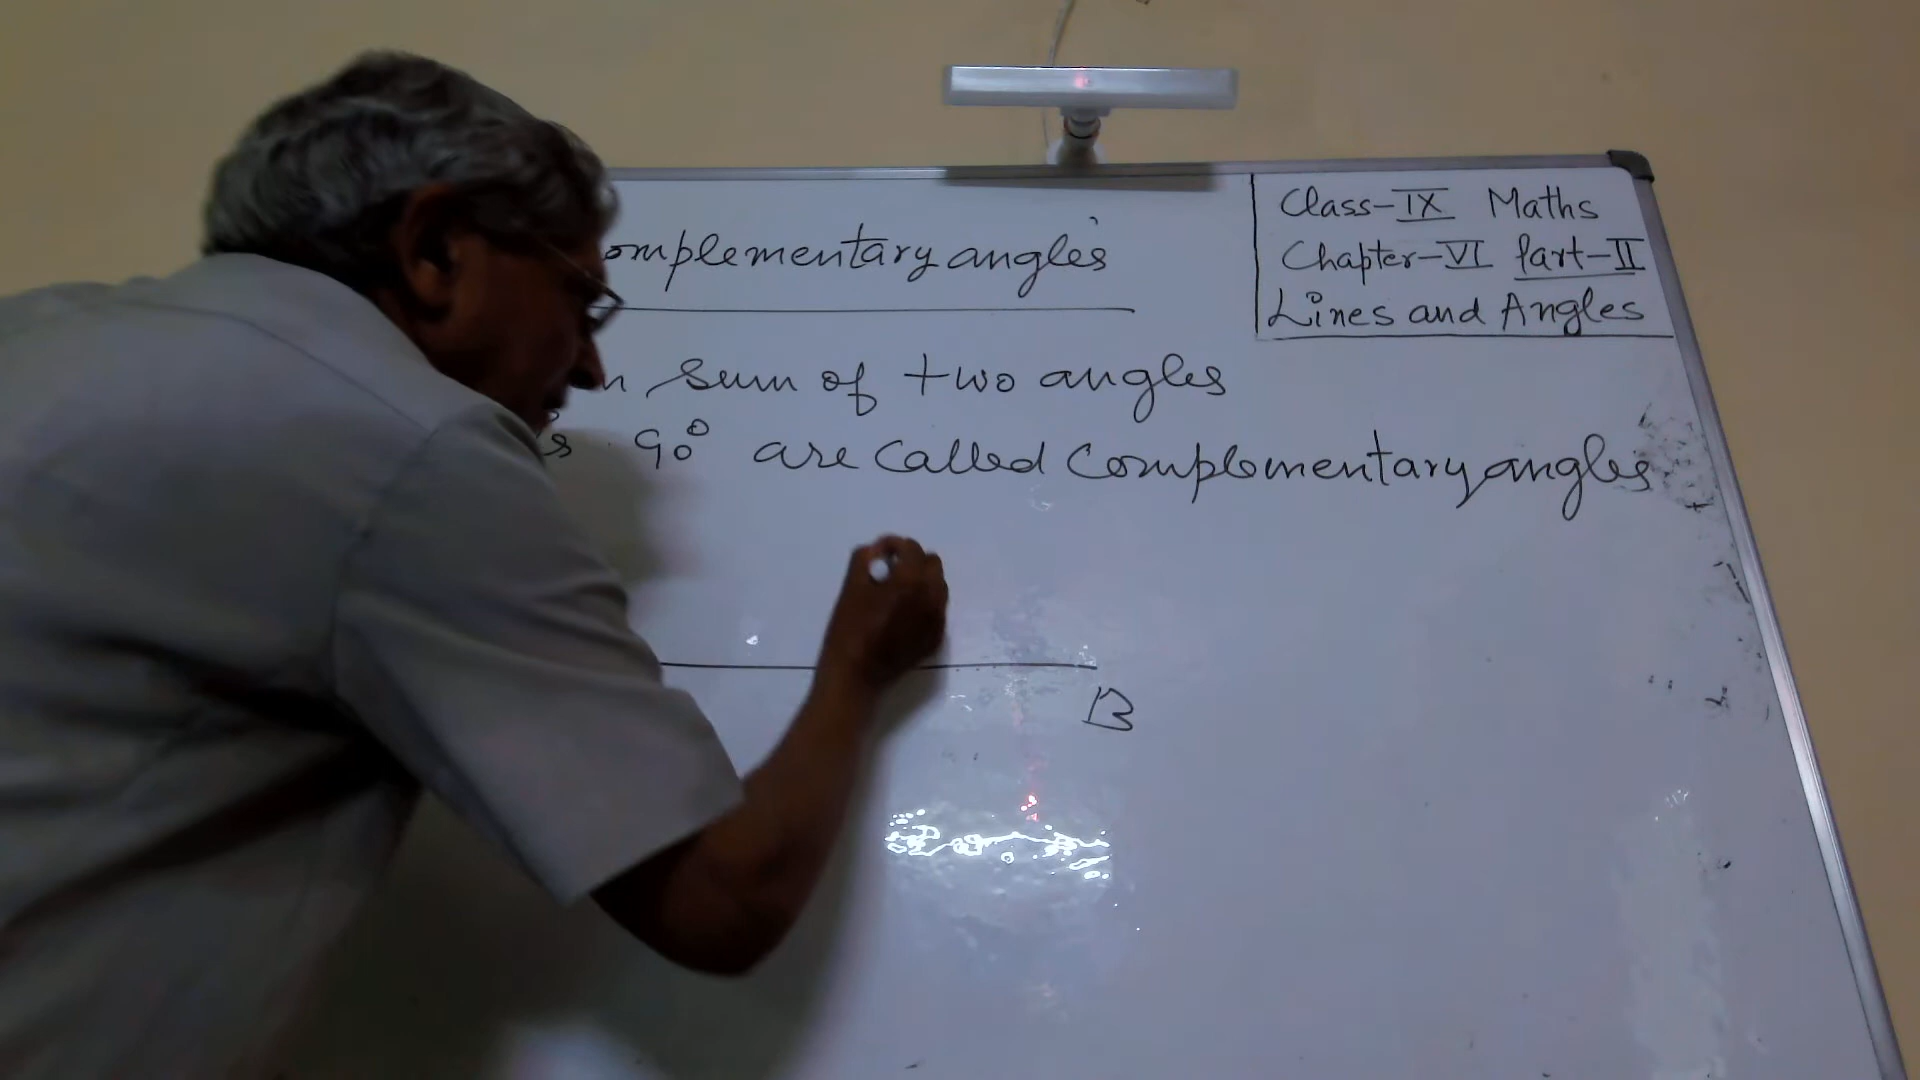 omplementary angles
Class-IX Maths
Chapter-VI Part-II
Lines and Angles
n sum of two angles
is 90° are called Complementary angles
B